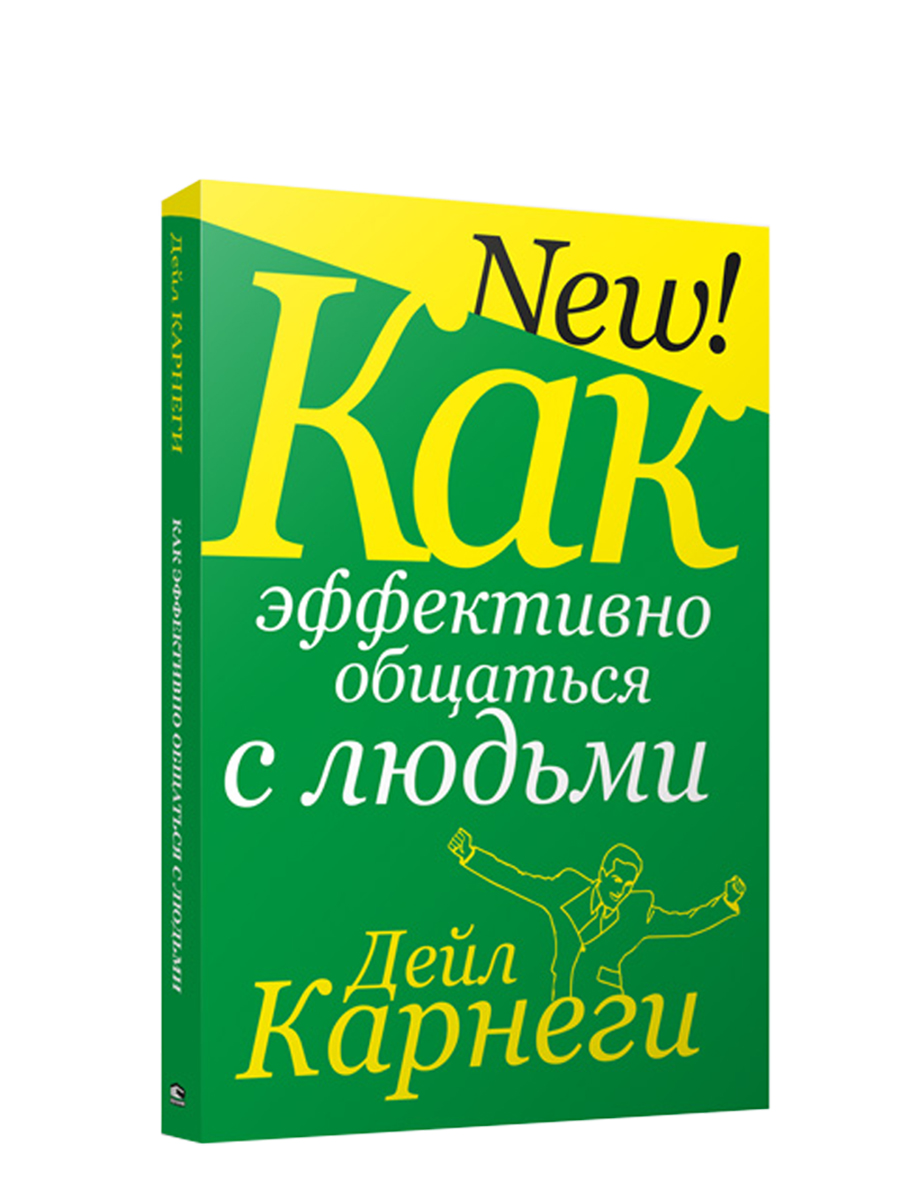 New!
Как
эффективно
общаться
с людьми
Дейл
Карнеги
Дейл КАРНЕГИ
КАК ЭФФЕКТИВНО ОБЩАТЬСЯ С ЛЮДЬМИ